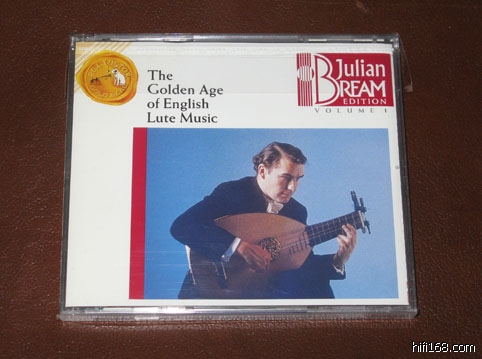 The
Golden Age
of English
Lute Music
Julian
BREAM
EDITION
VOLUME 1
hifi168.com